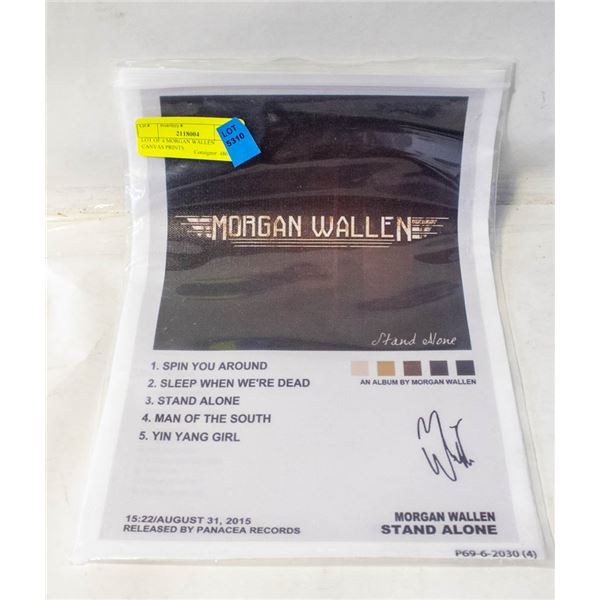 Lot #
Inventory #
2118004
LOT OF 4 MORGAN WALLEN
CANVAS PRINTS
Consignor
LOT
5310
MORGAN WALLEN
Stand Alone
1. SPIN YOU AROUND
2. SLEEP WHEN WE'RE DEAD
3. STAND ALONE
4. MAN OF THE SOUTH
5. YIN YANG GIRL
AN ALBUM BY MORGAN WALLEN
15:22/AUGUST 31, 2015
RELEASED BY PANACEA RECORDS
MORGAN WALLEN
STAND ALONE
P69-6-2030 (4)